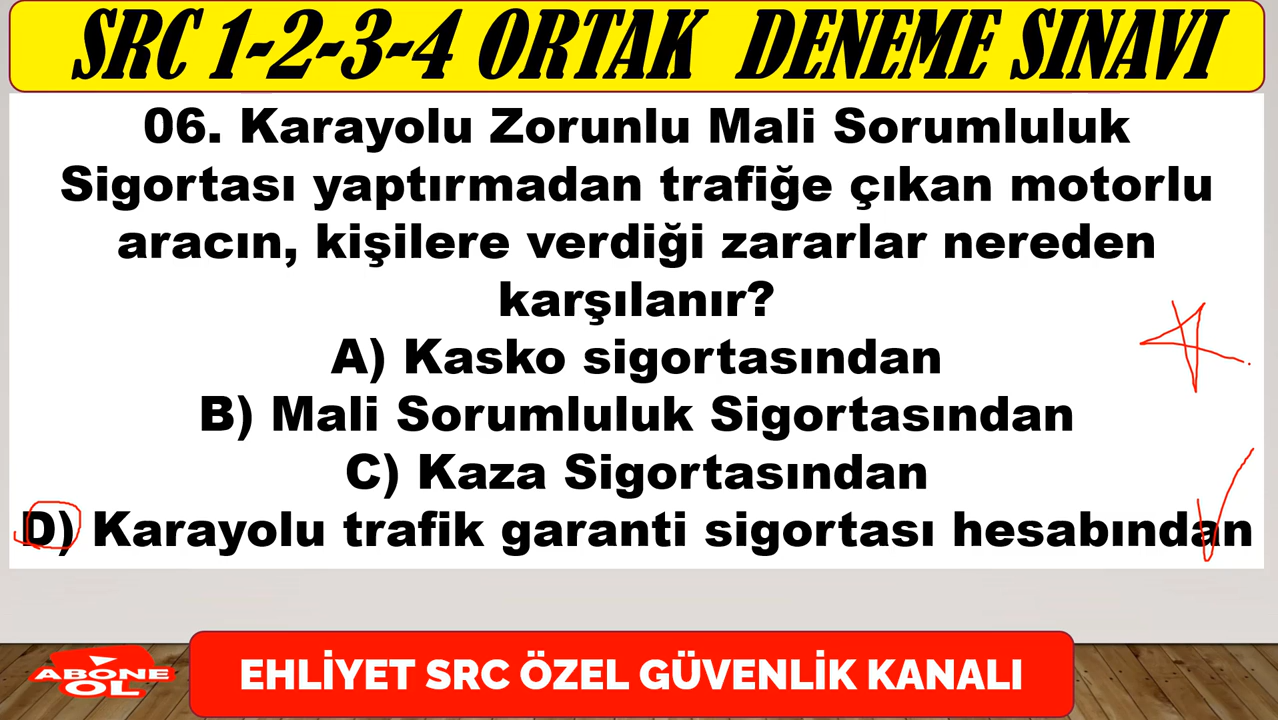 SRC 1-2-3-4 ORTAK DENEME SINAVI
06. Karayolu Zorunlu Mali Sorumluluk
Sigortası yaptırmadan trafiğe çıkan motorlu
aracın, kişilere verdiği zararlar nereden
karşılanır?
A) Kasko sigortasından
B) Mali Sorumluluk Sigortasından
C) Kaza Sigortasından
D) Karayolu trafik garanti sigortası hesabından
ABONE
OL
EHLİYET SRC ÖZEL GÜVENLİK KANALI